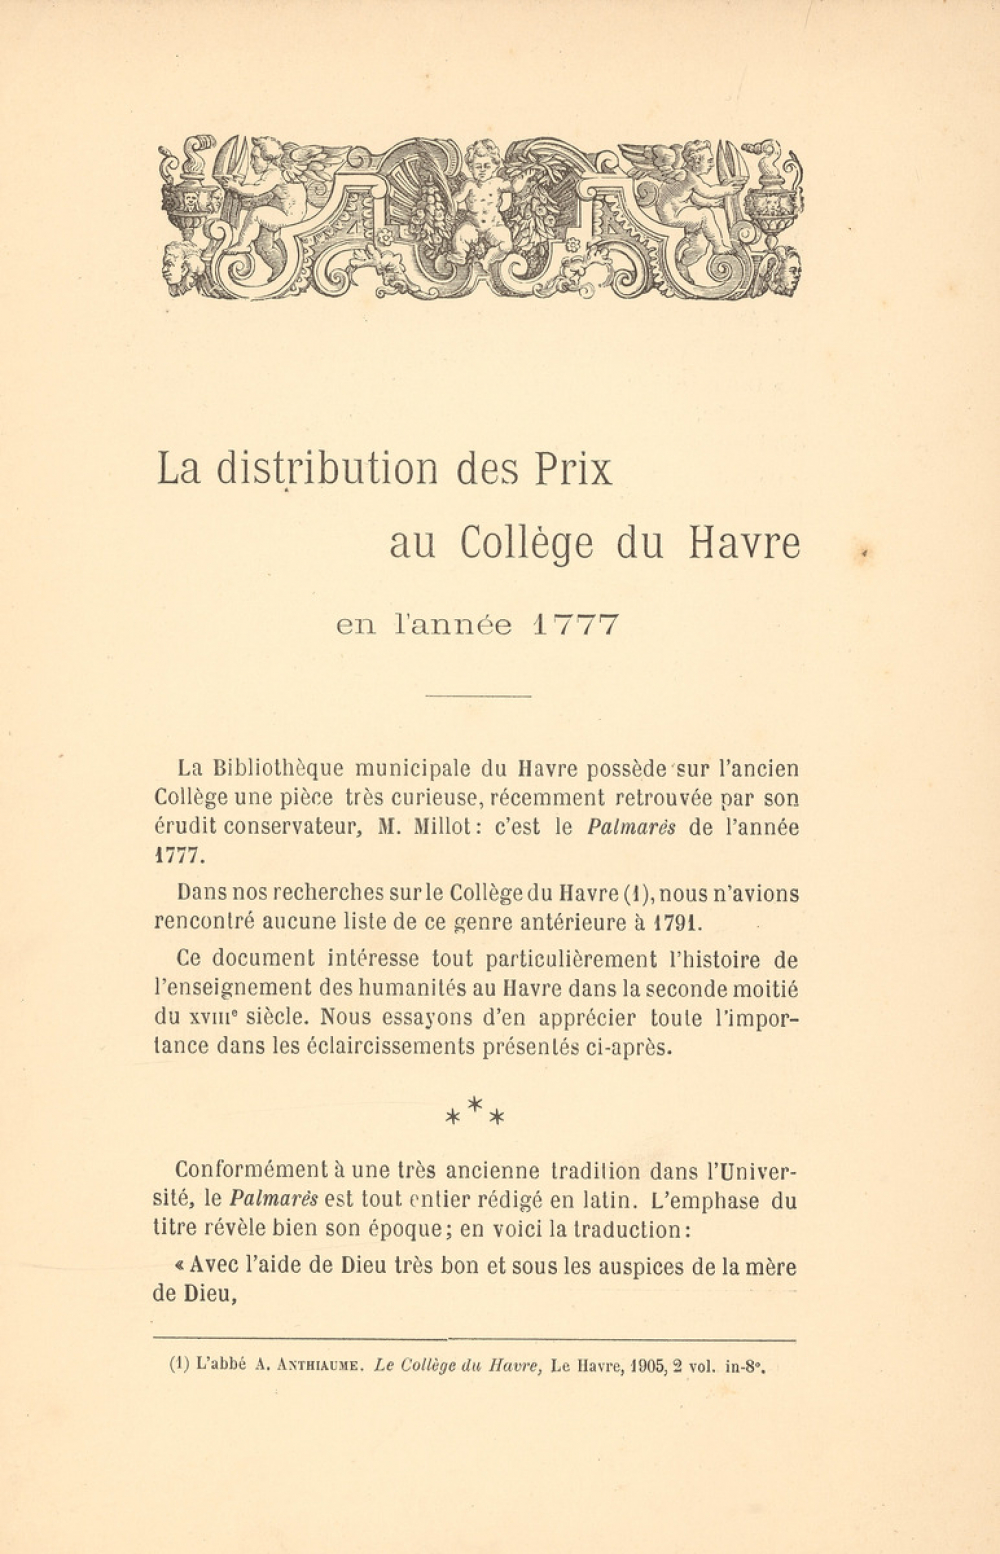 La distribution des Prix
au Collège du Havre
en l'année 1777
La Bibliothèque municipale du Havre possède sur l'ancien
Collège une pièce très curieuse, récemment retrouvée par son
érudit conservateur, M. Millot : c'est le Palmarès de l'année
1777.
Dans nos recherches sur le Collège du Havre (1), nous n'avions
rencontré aucune liste de ce genre antérieure à 1791.
Ce document intéresse tout particulièrement l'histoire de
l'enseignement des humanités au Havre dans la seconde moitié
du XVIIIe siècle. Nous essayons d'en apprécier toute l'impor-
tance dans les éclaircissements présentés ci-après.
* * *
Conformément à une très ancienne tradition dans l'Univer-
sité, le Palmarès est tout entier rédigé en latin. L'emphase du
titre révèle bien son époque ; en voici la traduction :
« Avec l'aide de Dieu très bon et sous les auspices de la mère
de Dieu,
(1) L'abbé A. ANTHIAUME. Le Collège du Havre, Le Havre, 1905, 2 vol. in-8°.